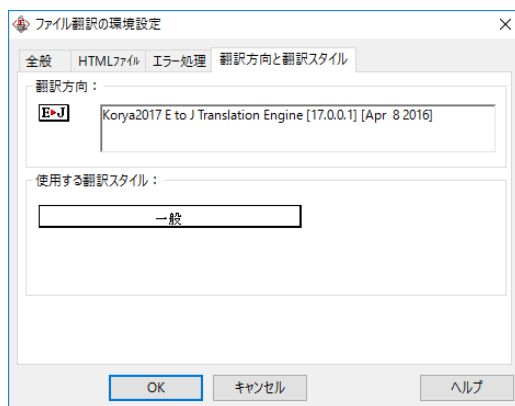 ファイル翻訳の環境設定
全般 HTMLファイル エラー処理 翻訳方向と翻訳スタイル
翻訳方向：
E▸J Korya2017 E to J Translation Engine [17.0.0.1] [Apr 8 2016]
使用する翻訳スタイル：
一般
OK キャンセル ヘルプ